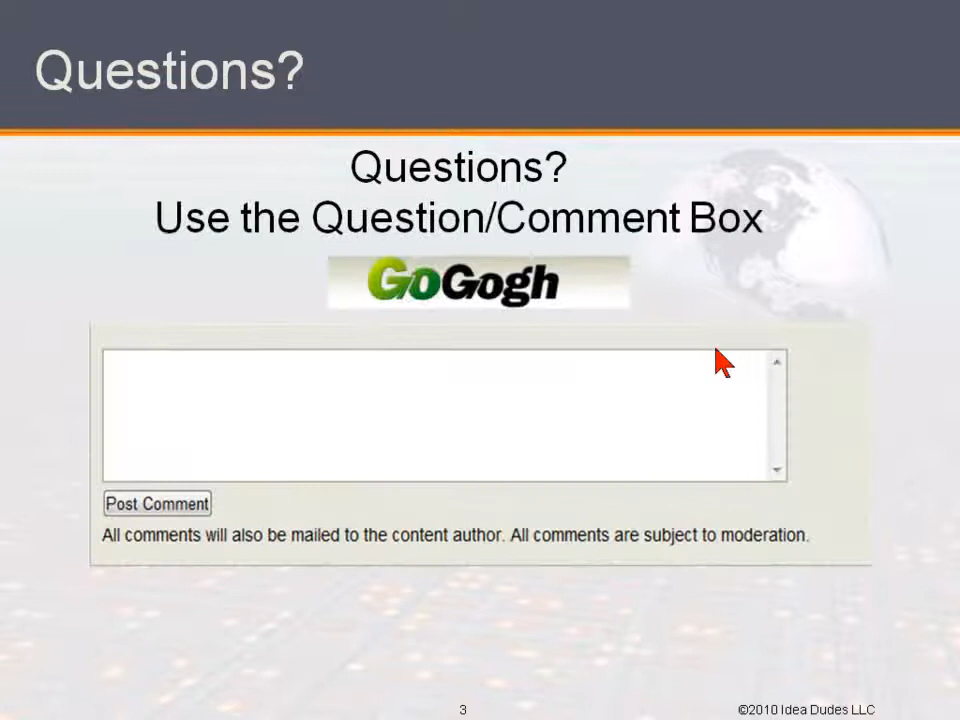 Questions?
Questions?
Use the Question/Comment Box
GoGogh
Post Comment
All comments will also be mailed to the content author. All comments are subject to moderation.
3
©2010 Idea Dudes LLC